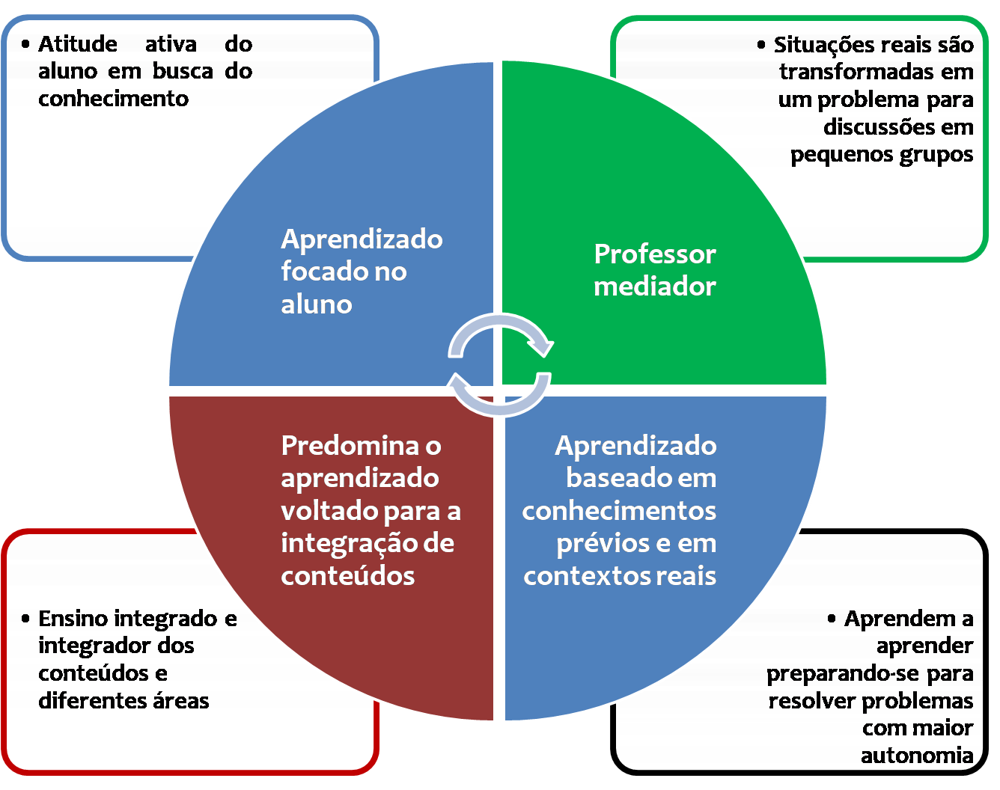 • Atitude ativa do
aluno em busca do
conhecimento
• Situações reais são
transformadas em
um problema para
discussões em
pequenos grupos
Aprendizado
focado no
aluno
Professor
mediador
Predomina o
aprendizado
voltado para a
integração de
conteúdos
Aprendizado
baseado em
conhecimentos
prévios e em
contextos reais
• Ensino integrado e
integrador dos
conteúdos e
diferentes áreas
• Aprendem a
aprender
preparando-se para
resolver problemas
com maior
autonomia